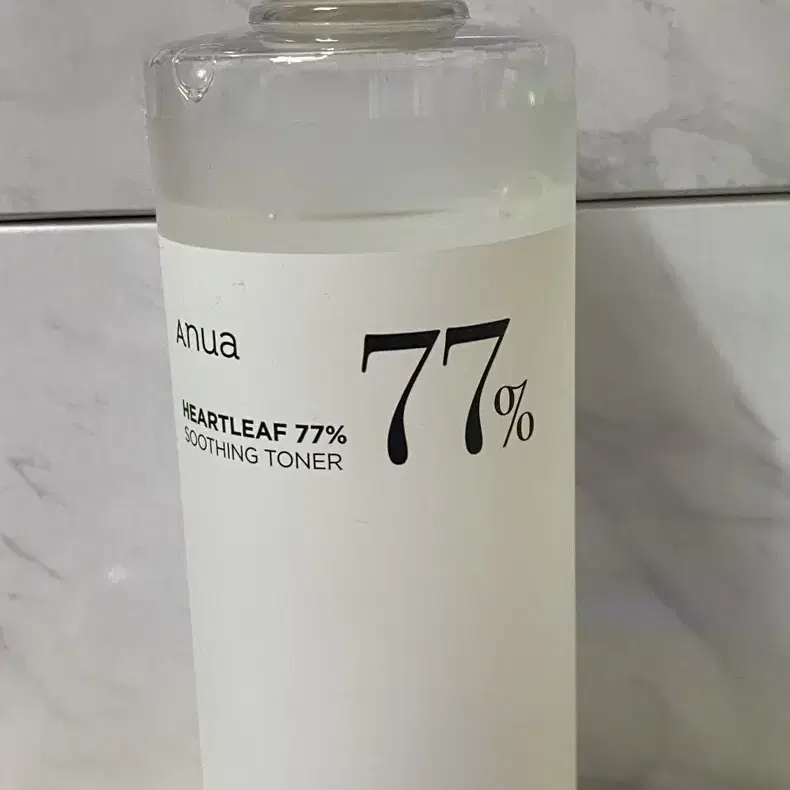 Anua
77%
HEARTLEAF 77%
SOOTHING TONER